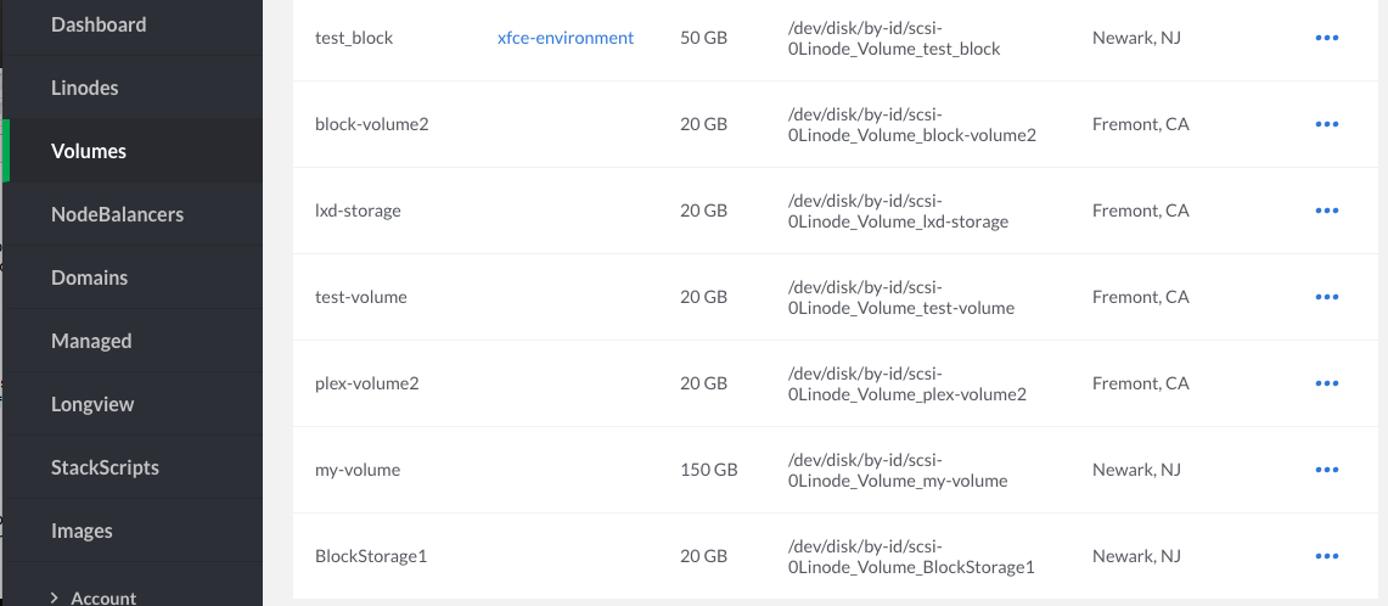 Dashboard
Linodes
Volumes
NodeBalancers
Domains
Managed
Longview
StackScripts
Images
> Account
test_block xfce-environment 50 GB /dev/disk/by-id/scsi- Newark, NJ •••
0Linode_Volume_test_block
block-volume2 20 GB /dev/disk/by-id/scsi- Fremont, CA •••
0Linode_Volume_block-volume2
lxd-storage 20 GB /dev/disk/by-id/scsi- Fremont, CA •••
0Linode_Volume_lxd-storage
test-volume 20 GB /dev/disk/by-id/scsi- Fremont, CA •••
0Linode_Volume_test-volume
plex-volume2 20 GB /dev/disk/by-id/scsi- Fremont, CA •••
0Linode_Volume_plex-volume2
my-volume 150 GB /dev/disk/by-id/scsi- Newark, NJ •••
0Linode_Volume_my-volume
BlockStorage1 20 GB /dev/disk/by-id/scsi- Newark, NJ •••
0Linode_Volume_BlockStorage1